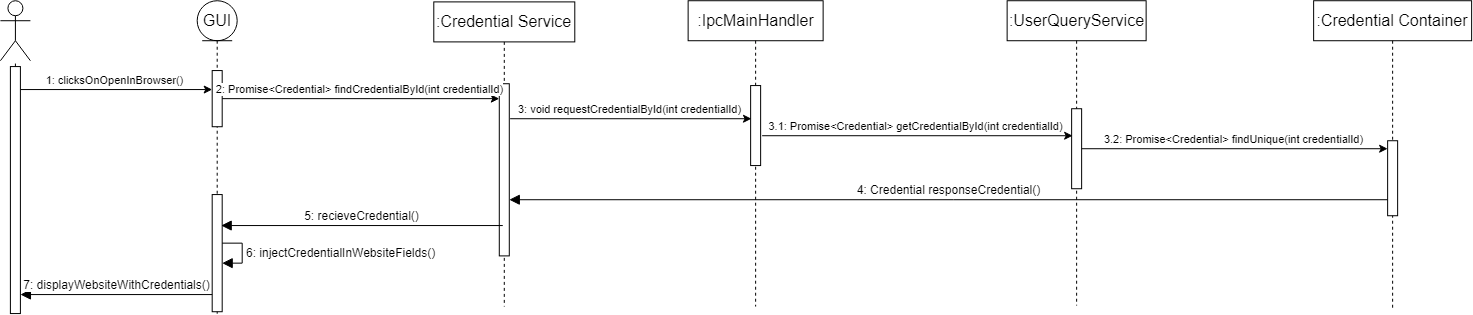 GUI
:Credential Service
:IpcMainHandler
:UserQueryService
:Credential Container
1: clicksOnOpenInBrowser()
2: Promise<Credential> findCredentialById(int credentialId)
3: void requestCredentialById(int credentialId)
3.1: Promise<Credential> getCredentialById(int credentialId)
3.2: Promise<Credential> findUnique(int credentialId)
4: Credential responseCredential()
5: recieveCredential()
6: injectCredentialInWebsiteFields()
7: displayWebsiteWithCredentials()